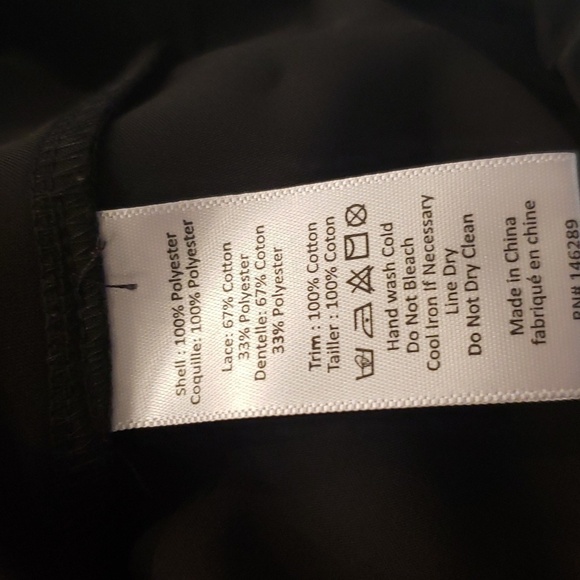 Shell : 100% Polyester
Coquille: 100% Polyester
Lace: 67% Cotton
33% Polyester
Dentelle: 67% Coton
33% Polyester
Trim : 100% Cotton
Tailler : 100% Coton
Hand wash Cold
Do Not Bleach
Cool Iron If Necessary
Line Dry
Do Not Dry Clean
Made in China
fabriqué en chine
RN# 146289